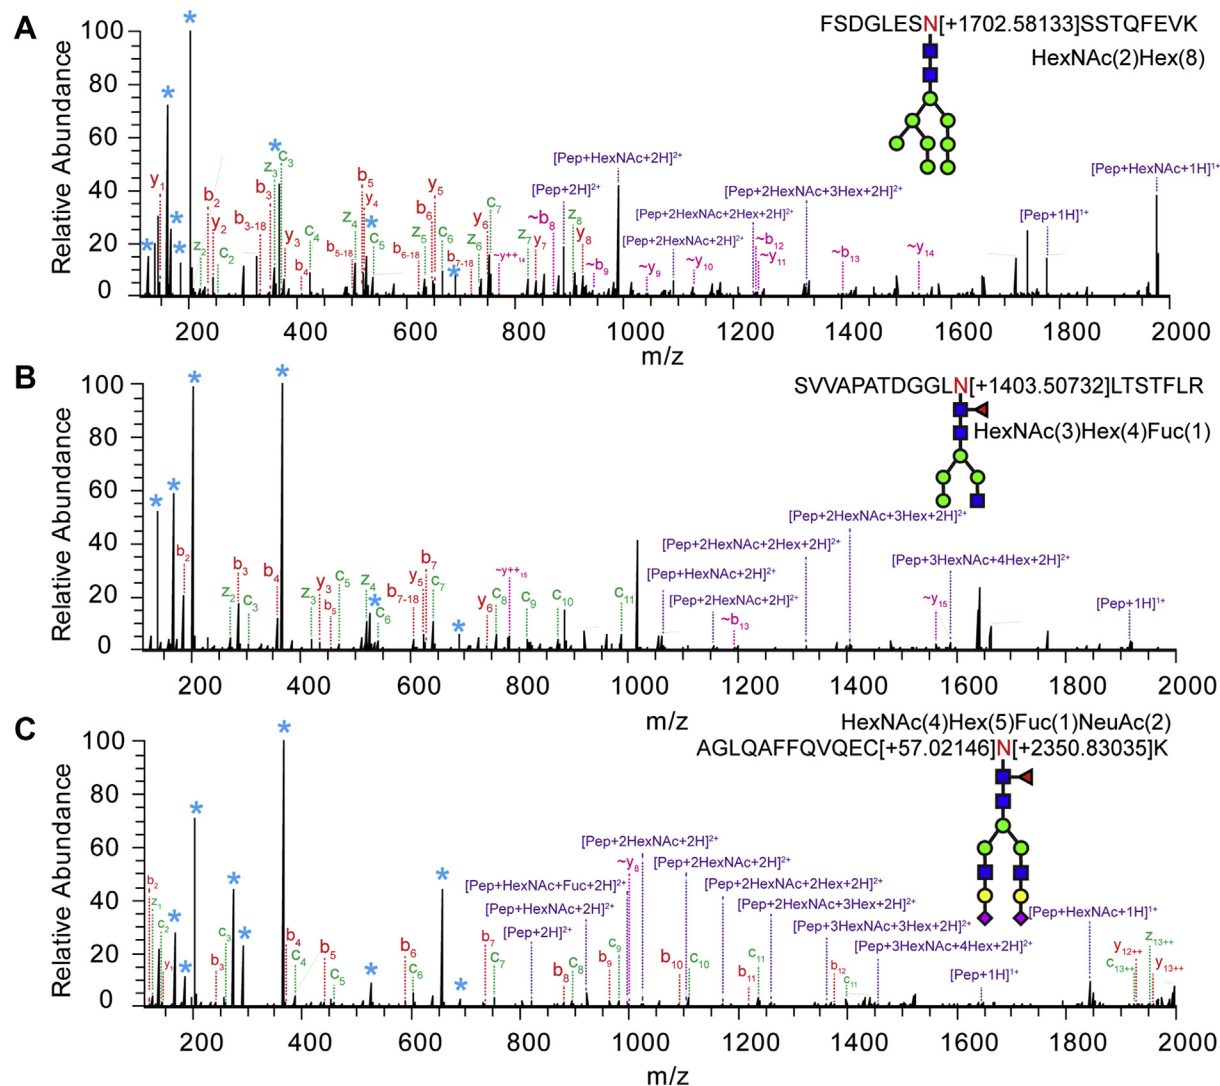 A
FSDGLESN[+1702.58133]SSTQFEVK
HexNAc(2)Hex(8)
Relative Abundance
100
80
60
40
20
0
* * * * * * * *
y1 b2 y2 z2 c2 b3-18 b3 z3 c3 y3 b4 c4 b5-18 z4 b5 y4 c5 b6-18 b6 z5 y5 c6 b7-18 z6 y6 c7 ~y++14 z7 y7 ~b8 z8 y8 ~b9 ~y9 ~y10 ~b12 ~y11 ~b13 ~y14
[Pep+HexNAc+2H]2+
[Pep+2H]2+
[Pep+2HexNAc+3Hex+2H]2+
[Pep+2HexNAc+2Hex+2H]2+
[Pep+2HexNAc+2H]2+
[Pep+HexNAc+1H]1+
[Pep+1H]1+
200 400 600 800 1000 1200 1400 1600 1800 2000
m/z
B
SVVAPATDGGLN[+1403.50732]LTSTFLR
HexNAc(3)Hex(4)Fuc(1)
Relative Abundance
100
80
60
40
20
0
* * * * * *
b2 z2 b3 c3 b4 z3 y3 b5 c5 z4 c6 b7-18 y5 b7 c7 y6 c8 ~y++15 c9 c10 c11 ~b13 ~y15
[Pep+2HexNAc+3Hex+2H]2+
[Pep+2HexNAc+2Hex+2H]2+
[Pep+HexNAc+2H]2+
[Pep+2HexNAc+2H]2+
[Pep+3HexNAc+4Hex+2H]2+
[Pep+1H]1+
200 400 600 800 1000 1200 1400 1600 1800 2000
m/z
C
HexNAc(4)Hex(5)Fuc(1)NeuAc(2)
AGLQAFFQVQEC[+57.02146]N[+2350.83035]K
Relative Abundance
100
80
60
40
20
0
* * * * * * * * *
b2 z1 c2 y1 b3 c3 b4 c4 b5 c5 b6 c6 b7 c7 b8 c8 b9 c9 ~y8 b10 c10 b11 c11 b12 c11 y12++ c13++ z13++ y13++
[Pep+2HexNAc+2H]2+
[Pep+2HexNAc+2H]2+
[Pep+HexNAc+Fuc+2H]2+
[Pep+2HexNAc+2Hex+2H]2+
[Pep+HexNAc+2H]2+
[Pep+2HexNAc+3Hex+2H]2+
[Pep+2H]2+
[Pep+3HexNAc+3Hex+2H]2+
[Pep+3HexNAc+4Hex+2H]2+
[Pep+HexNAc+1H]1+
[Pep+1H]1+
200 400 600 800 1000 1200 1400 1600 1800 2000
m/z